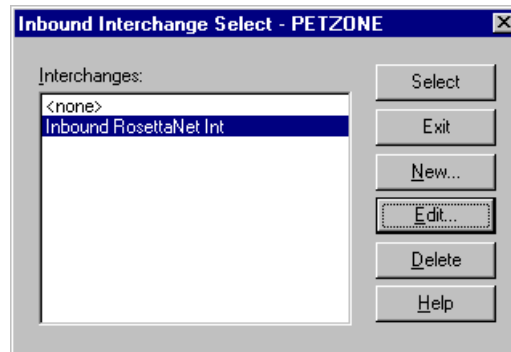 Inbound Interchange Select - PETZONE
Interchanges:
<none>
Inbound RosettaNet Int
Select
Exit
New...
Edit...
Delete
Help